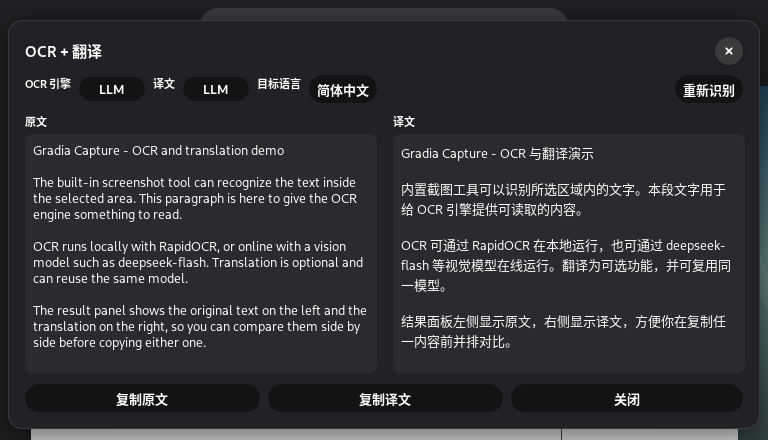 OCR + 翻译
×
OCR 引擎 LLM 译文 LLM 目标语言 简体中文 重新识别
原文
Gradia Capture - OCR and translation demo
The built-in screenshot tool can recognize the text inside
the selected area. This paragraph is here to give the OCR
engine something to read.
OCR runs locally with RapidOCR, or online with a vision
model such as deepseek-flash. Translation is optional and
can reuse the same model.
The result panel shows the original text on the left and the
translation on the right, so you can compare them side by
side before copying either one.
译文
Gradia Capture - OCR 与翻译演示
内置截图工具可以识别所选区域内的文字。本段文字用于
给 OCR 引擎提供可读取的内容。
OCR 可通过 RapidOCR 在本地运行，也可通过 deepseek-
flash 等视觉模型在线运行。翻译为可选功能，并可复用同
一模型。
结果面板左侧显示原文，右侧显示译文，方便你在复制任
一内容前并排对比。
复制原文 复制译文 关闭